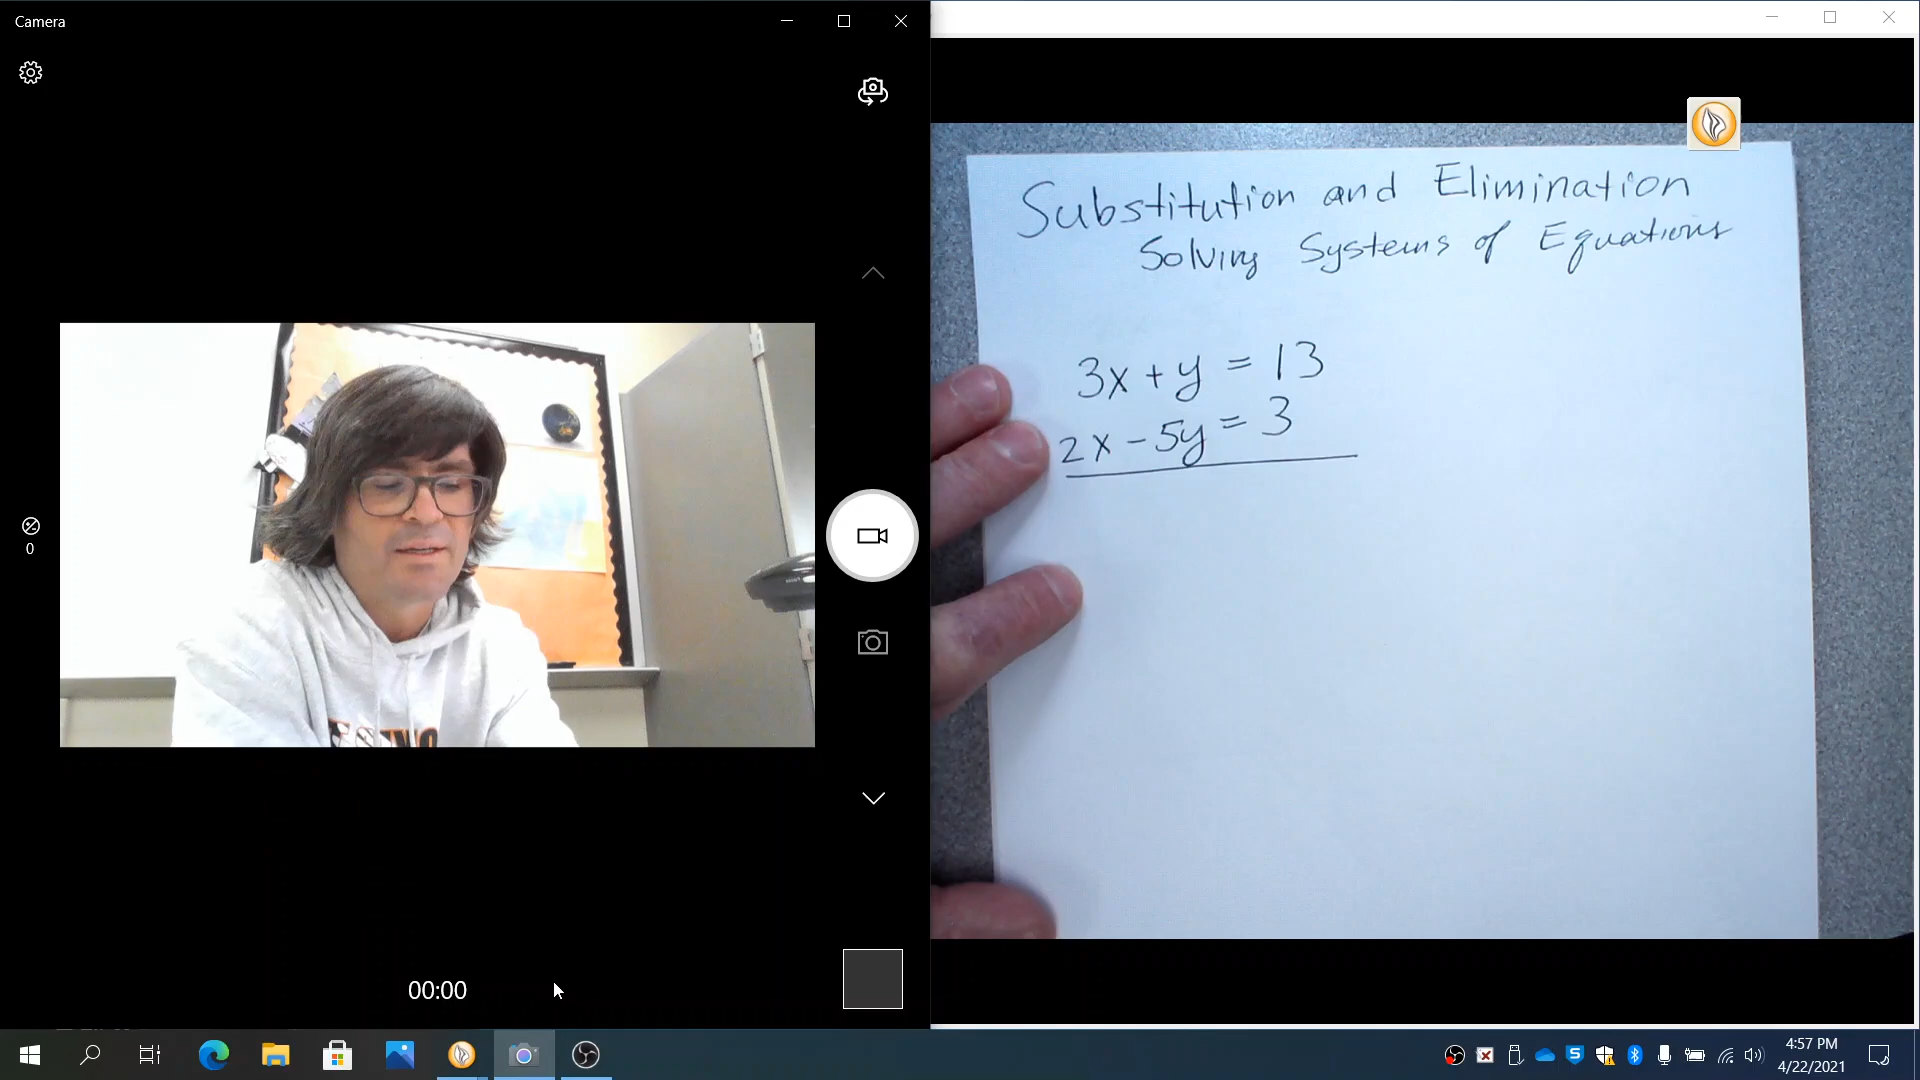 Camera
0
00:00
Substitution and Elimination
Solving Systems of Equations
3x + y = 13
2x - 5y = 3
4:57 PM
4/22/2021